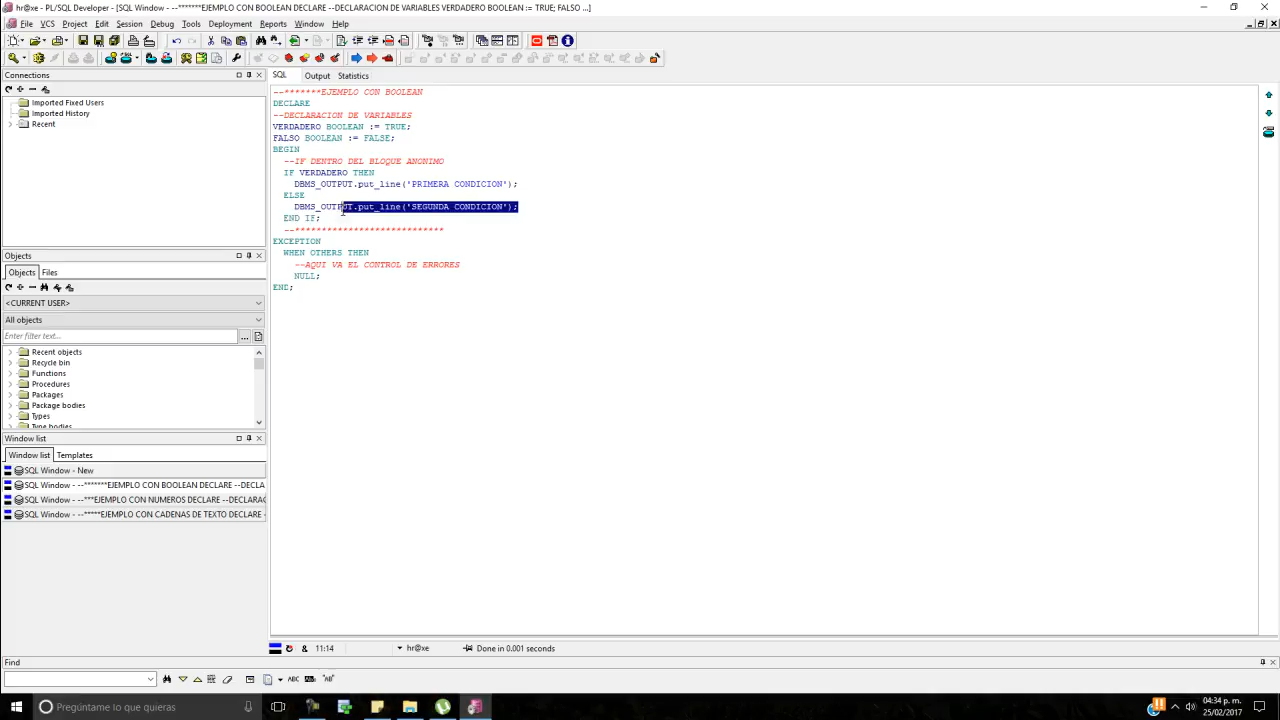 hr@xe - PL/SQL Developer - [SQL Window - --*******EJEMPLO CON BOOLEAN DECLARE --DECLARACION DE VARIABLES VERDADERO BOOLEAN := TRUE; FALSO ...]
File VCS Project Edit Session Debug Tools Deployment Reports Window Help
Connections
Imported Fixed Users
Imported History
Recent
Objects
Objects Files
<CURRENT USER>
All objects
Enter filter text...
Recent objects
Recycle bin
Functions
Procedures
Packages
Package bodies
Types
Type bodies
Window list
Window list Templates
SQL Window - New
SQL Window - --*******EJEMPLO CON BOOLEAN DECLARE --DECLA
SQL Window - --***EJEMPLO CON NUMEROS DECLARE --DECLARAC
SQL Window - --*****EJEMPLO CON CADENAS DE TEXTO DECLARE -
SQL Output Statistics
--*******EJEMPLO CON BOOLEAN
DECLARE
--DECLARACION DE VARIABLES
VERDADERO BOOLEAN := TRUE;
FALSO BOOLEAN := FALSE;
BEGIN
--IF DENTRO DEL BLOQUE ANONIMO
IF VERDADERO THEN
DBMS_OUTPUT.put_line('PRIMERA CONDICION');
ELSE
DBMS_OUTPUT.put_line('SEGUNDA CONDICION');
END IF;
--****************************
EXCEPTION
WHEN OTHERS THEN
--AQUI VA EL CONTROL DE ERRORES
NULL;
END;
& 11:14 hr@xe Done in 0.001 seconds
Find
ABC "AB"
Pregúntame lo que quieras
04:34 p. m.
25/02/2017